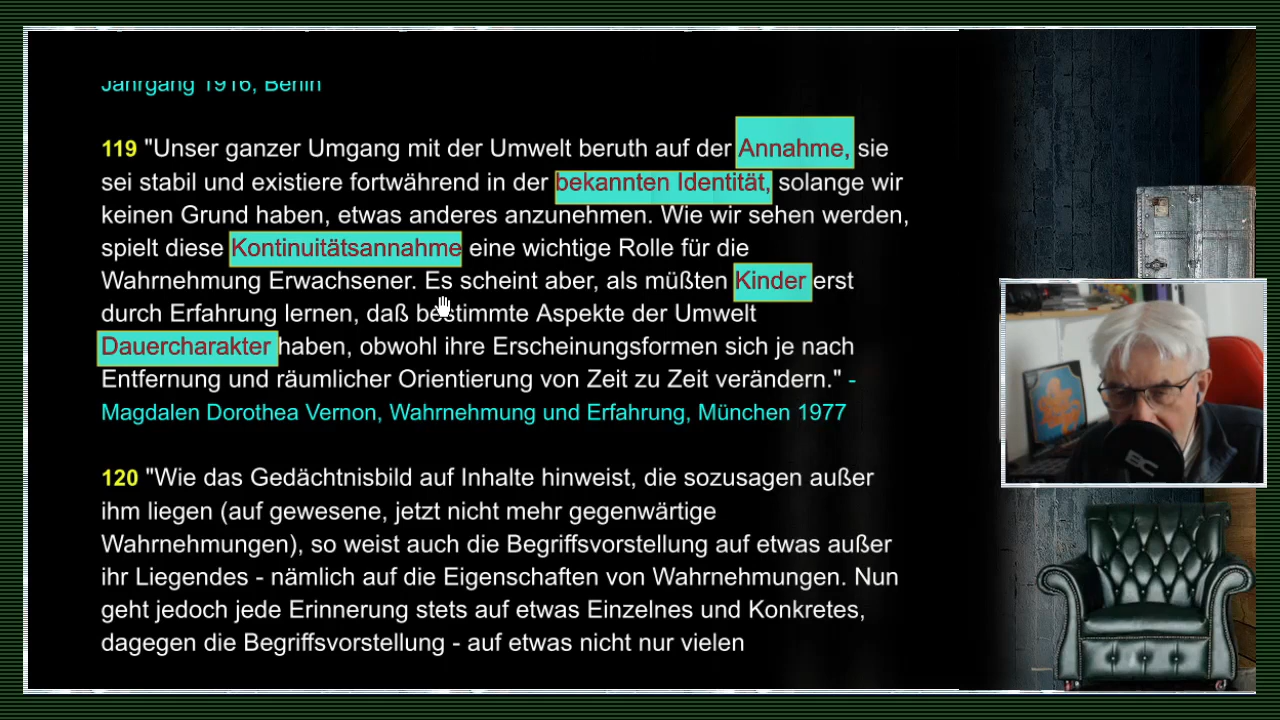 Jahrgang 1916, Berlin
119 "Unser ganzer Umgang mit der Umwelt beruth auf der Annahme, sie
sei stabil und existiere fortwährend in der bekannten Identität, solange wir
keinen Grund haben, etwas anderes anzunehmen. Wie wir sehen werden,
spielt diese Kontinuitätsannahme eine wichtige Rolle für die
Wahrnehmung Erwachsener. Es scheint aber, als müßten Kinder erst
durch Erfahrung lernen, daß bestimmte Aspekte der Umwelt
Dauercharakter haben, obwohl ihre Erscheinungsformen sich je nach
Entfernung und räumlicher Orientierung von Zeit zu Zeit verändern." -
Magdalen Dorothea Vernon, Wahrnehmung und Erfahrung, München 1977
120 "Wie das Gedächtnisbild auf Inhalte hinweist, die sozusagen außer
ihm liegen (auf gewesene, jetzt nicht mehr gegenwärtige
Wahrnehmungen), so weist auch die Begriffsvorstellung auf etwas außer
ihr Liegendes - nämlich auf die Eigenschaften von Wahrnehmungen. Nun
geht jedoch jede Erinnerung stets auf etwas Einzelnes und Konkretes,
dagegen die Begriffsvorstellung - auf etwas nicht nur vielen